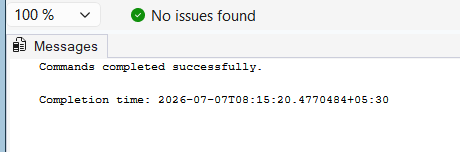 100 %
No issues found
Messages
Commands completed successfully.
Completion time: 2026-07-07T08:15:20.4770484+05:30